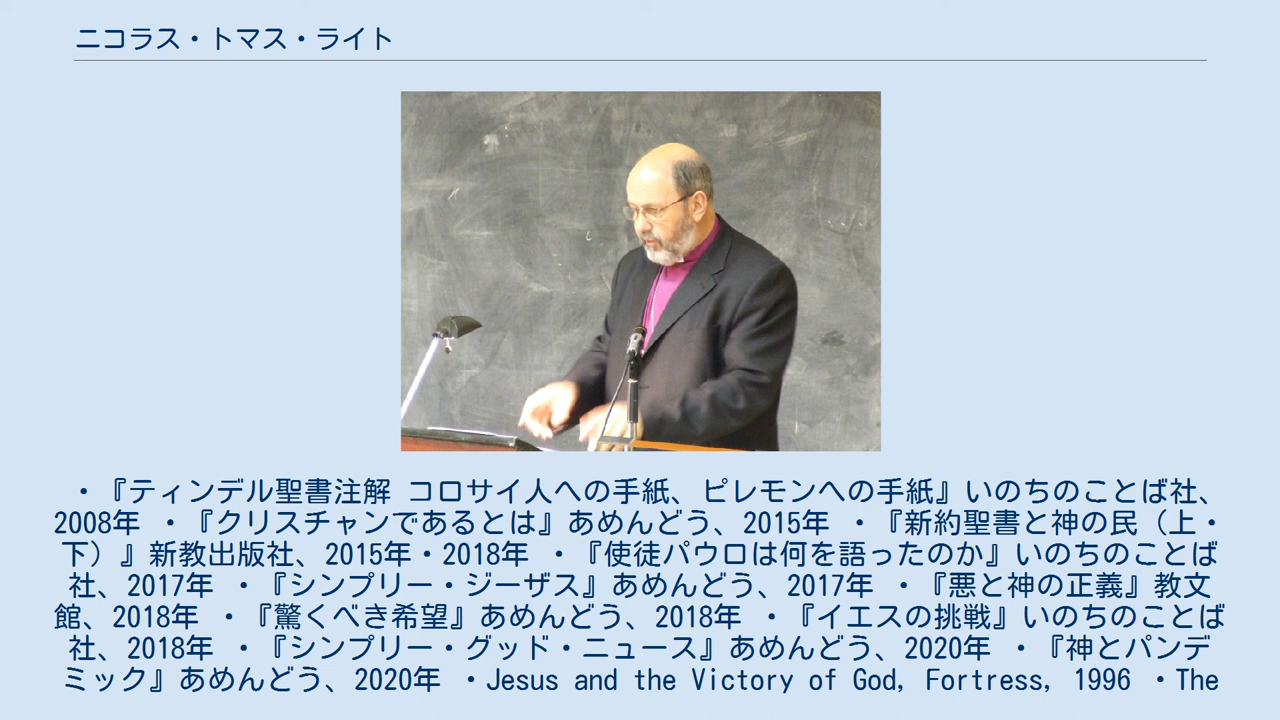 ニコラス・トマス・ライト
・『ティンデル聖書注解 コロサイ人への手紙、ピレモンへの手紙』いのちのことば社、
2008年 ・『クリスチャンであるとは』あめんどう、2015年 ・『新約聖書と神の民（上・
下）』新教出版社、2015年・2018年 ・『使徒パウロは何を語ったのか』いのちのことば
社、2017年 ・『シンプリー・ジーザス』あめんどう、2017年 ・『悪と神の正義』教文
館、2018年 ・『驚くべき希望』あめんどう、2018年 ・『イエスの挑戦』いのちのことば
社、2018年 ・『シンプリー・グッド・ニュース』あめんどう、2020年 ・『神とパンデ
ミック』あめんどう、2020年 ・Jesus and the Victory of God, Fortress, 1996 ・The